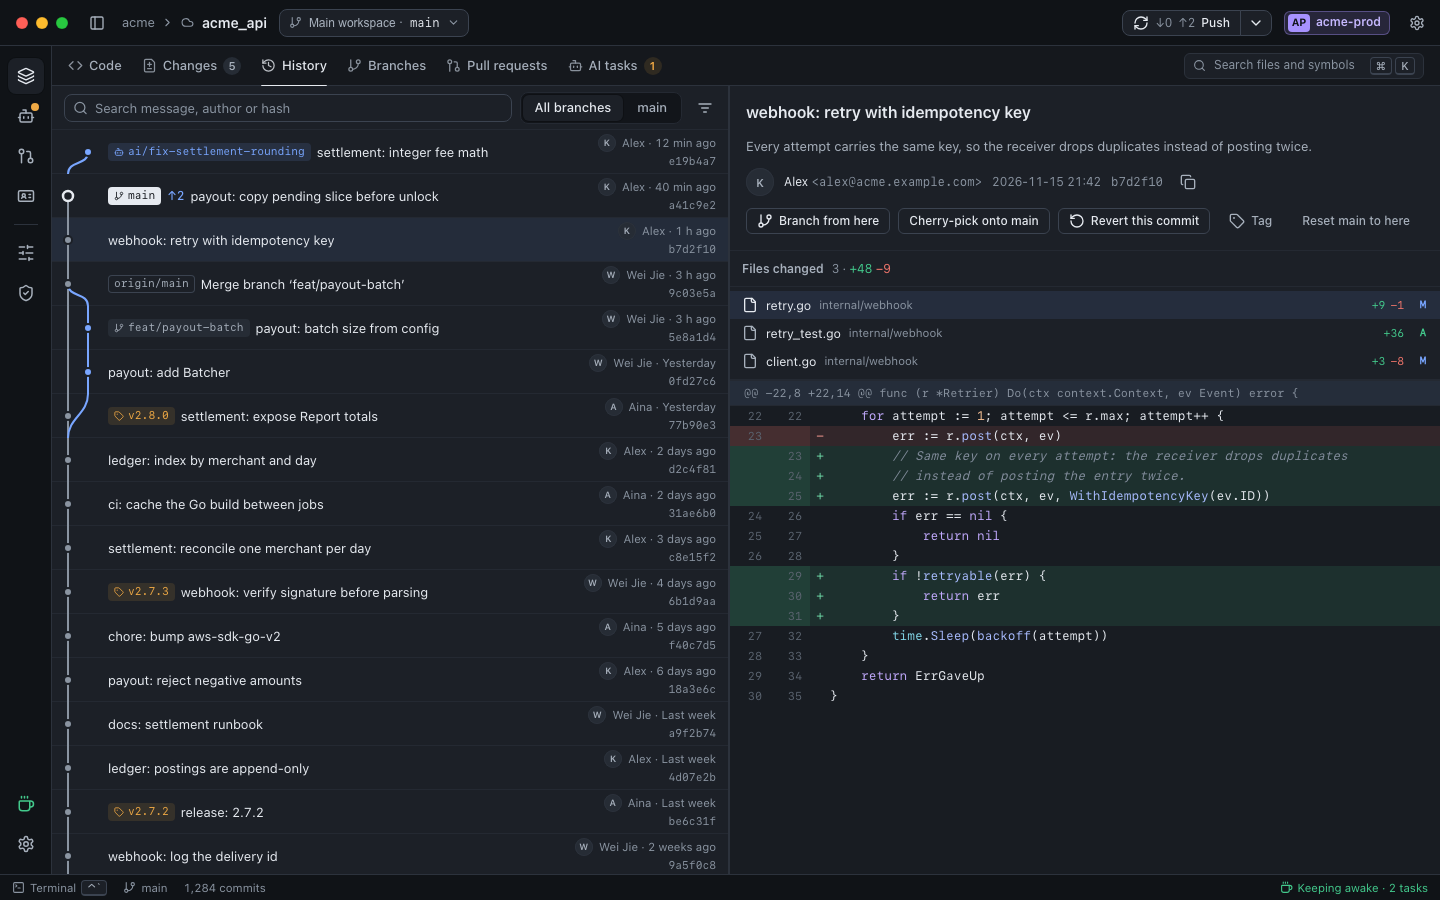 acme acme_api Main workspace · main ↓0 ↑2 Push AP acme-prod
Code Changes 5 History Branches Pull requests AI tasks 1 Search files and symbols ⌘ K
Search message, author or hash All branches main
ai/fix-settlement-rounding settlement: integer fee math K Alex · 12 min ago
e19b4a7
main ↑2 payout: copy pending slice before unlock K Alex · 40 min ago
a41c9e2
webhook: retry with idempotency key K Alex · 1 h ago
b7d2f10
origin/main Merge branch ‘feat/payout-batch’ W Wei Jie · 3 h ago
9c03e5a
feat/payout-batch payout: batch size from config W Wei Jie · 3 h ago
5e8a1d4
payout: add Batcher W Wei Jie · Yesterday
0fd27c6
v2.8.0 settlement: expose Report totals A Aina · Yesterday
77b90e3
ledger: index by merchant and day K Alex · 2 days ago
d2c4f81
ci: cache the Go build between jobs A Aina · 2 days ago
31ae6b0
settlement: reconcile one merchant per day K Alex · 3 days ago
c8e15f2
v2.7.3 webhook: verify signature before parsing W Wei Jie · 4 days ago
6b1d9aa
chore: bump aws-sdk-go-v2 A Aina · 5 days ago
f40c7d5
payout: reject negative amounts K Alex · 6 days ago
18a3e6c
docs: settlement runbook W Wei Jie · Last week
a9f2b74
ledger: postings are append-only K Alex · Last week
4d07e2b
v2.7.2 release: 2.7.2 A Aina · Last week
be6c31f
webhook: log the delivery id W Wei Jie · 2 weeks ago
9a5f0c8
webhook: retry with idempotency key
Every attempt carries the same key, so the receiver drops duplicates instead of posting twice.
K Alex <alex@acme.example.com> 2026-11-15 21:42 b7d2f10
Branch from here Cherry-pick onto main Revert this commit Tag Reset main to here
Files changed 3 · +48 −9
retry.go internal/webhook +9 −1 M
retry_test.go internal/webhook +36 A
client.go internal/webhook +3 −8 M
@@ −22,8 +22,14 @@ func (r *Retrier) Do(ctx context.Context, ev Event) error {
22 22 for attempt := 1; attempt <= r.max; attempt++ {
23 − err := r.post(ctx, ev)
23 + // Same key on every attempt: the receiver drops duplicates
24 + // instead of posting the entry twice.
25 + err := r.post(ctx, ev, WithIdempotencyKey(ev.ID))
24 26 if err == nil {
25 27 return nil
26 28 }
29 + if !retryable(err) {
30 + return err
31 + }
27 32 time.Sleep(backoff(attempt))
28 33 }
29 34 return ErrGaveUp
30 35 }
Terminal ^` main 1,284 commits Keeping awake · 2 tasks